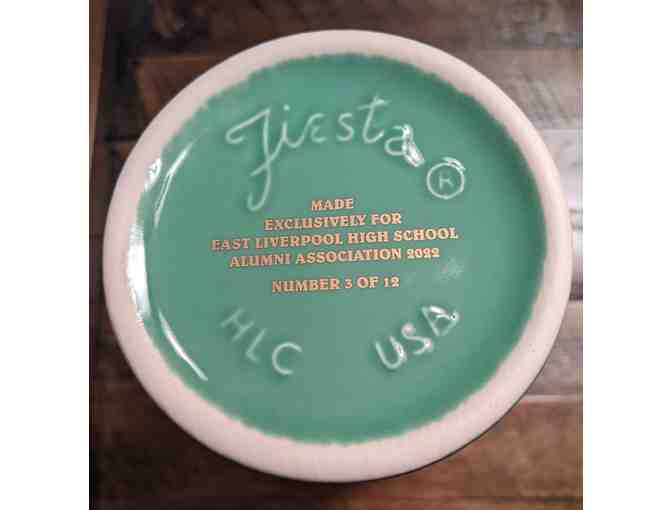 Fiesta
®
MADE
EXCLUSIVELY FOR
EAST LIVERPOOL HIGH SCHOOL
ALUMNI ASSOCIATION 2022
NUMBER 3 OF 12
HLC USA